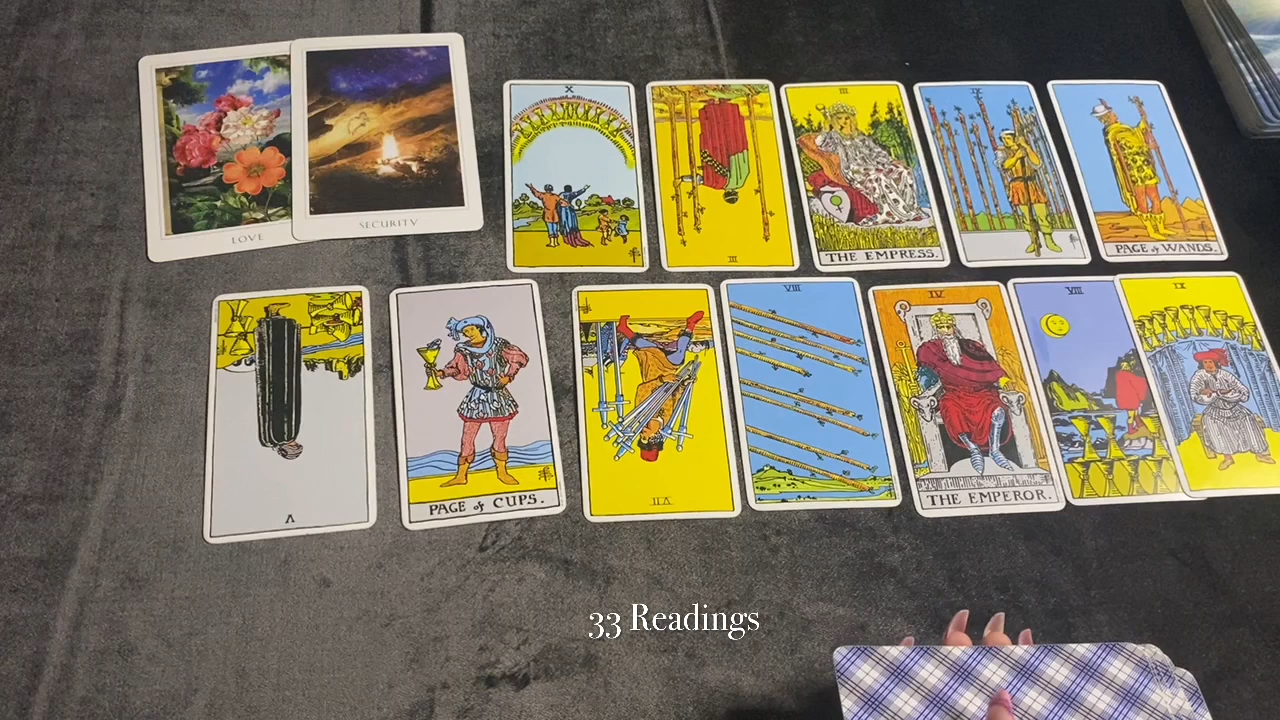 LOVE
SECURITY
X
III
THE EMPRESS.
III
IX
PAGE of WANDS.
V
PAGE of CUPS.
VII
VIII
IV
THE EMPEROR.
VIII
IX
33 Readings